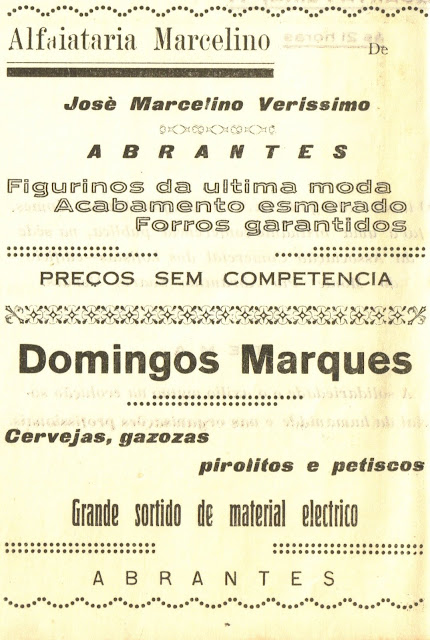 Alfaiataria Marcelino De
Josè Marcelino Verissimo
ABRANTES
Figurinos da ultima moda
Acabamento esmerado
Forros garantidos
PREÇOS SEM COMPETENCIA
Domingos Marques
Cervejas, gazozas
pirolitos e petiscos
Grande sortido de material electrico
ABRANTES